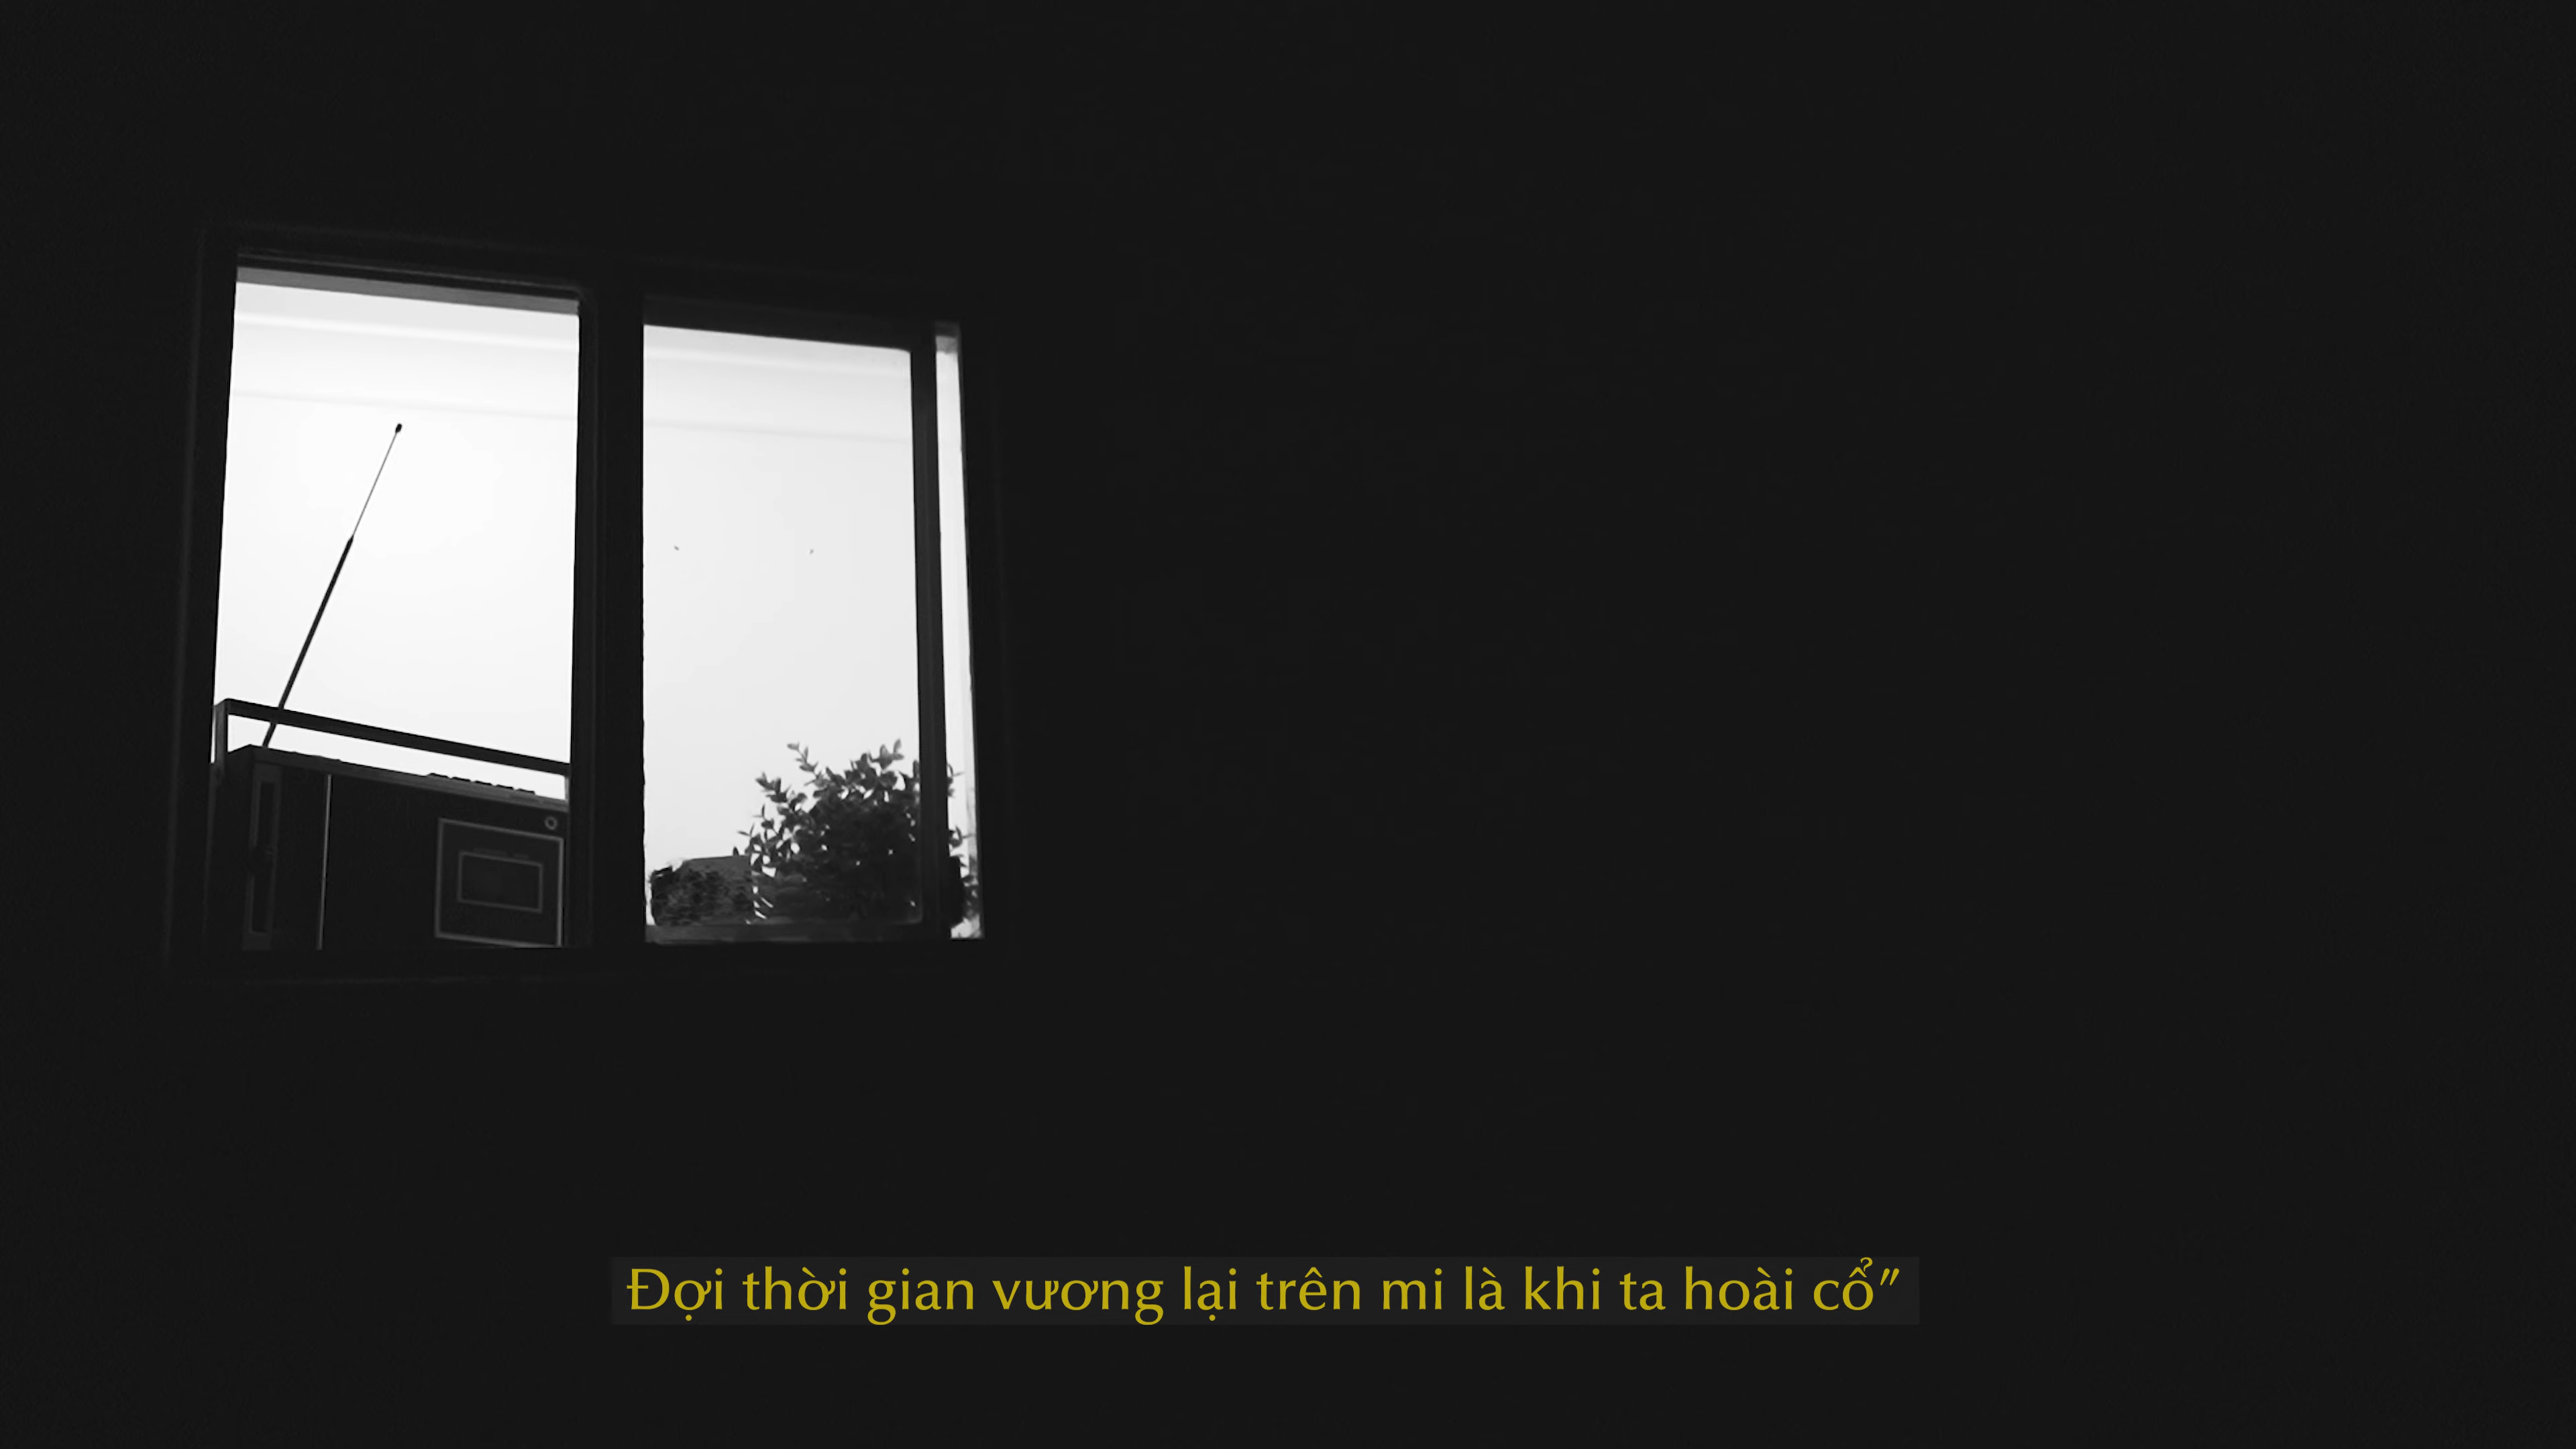 Đợi thời gian vương lại trên mi là khi ta hoài cổ”